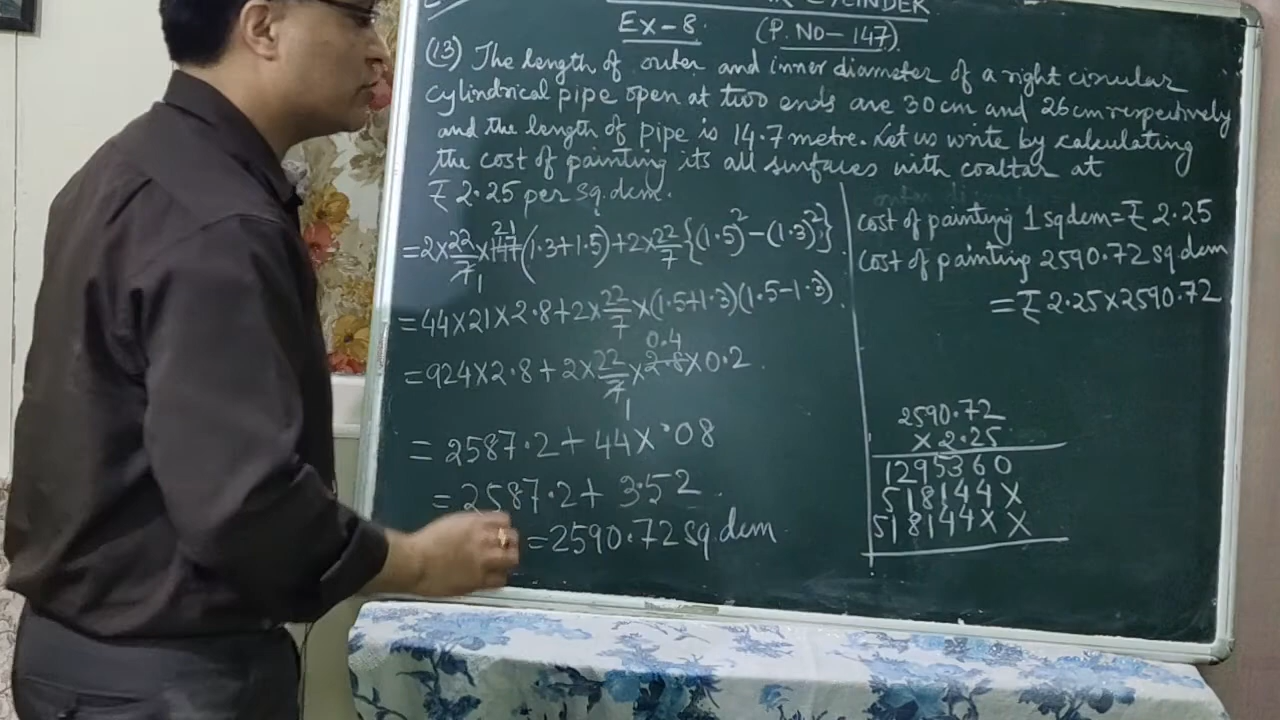 CYLINDER
Ex-8. (P. No- 147).
(13) The length of outer and inner diameter of a right circular
cylindrical pipe open at two ends are 30 cm and 26 cm respectively
and the length of pipe is 14.7 metre. Let us write by calculating
the cost of painting its all surfaces with coaltar at
₹ 2.25 per sq. dcm.
=2×22/7×147 21(1.3+1.5)+2×22/7{(1.5)²-(1.3)²}
=44×21×2.8+2×22/7×(1.5+1.3)(1.5-1.3).
=924×2.8+2×22/7×2.8 0.4×0.2.
= 2587.2+44×.08
=2587.2+3.52
=2590.72 sq.dcm
cost of painting 1 sq dcm=₹ 2.25
cost of painting 2590.72 sq dcm
=₹ 2.25×2590.72
2590.72
× 2.25
1295360
518144×
518144××